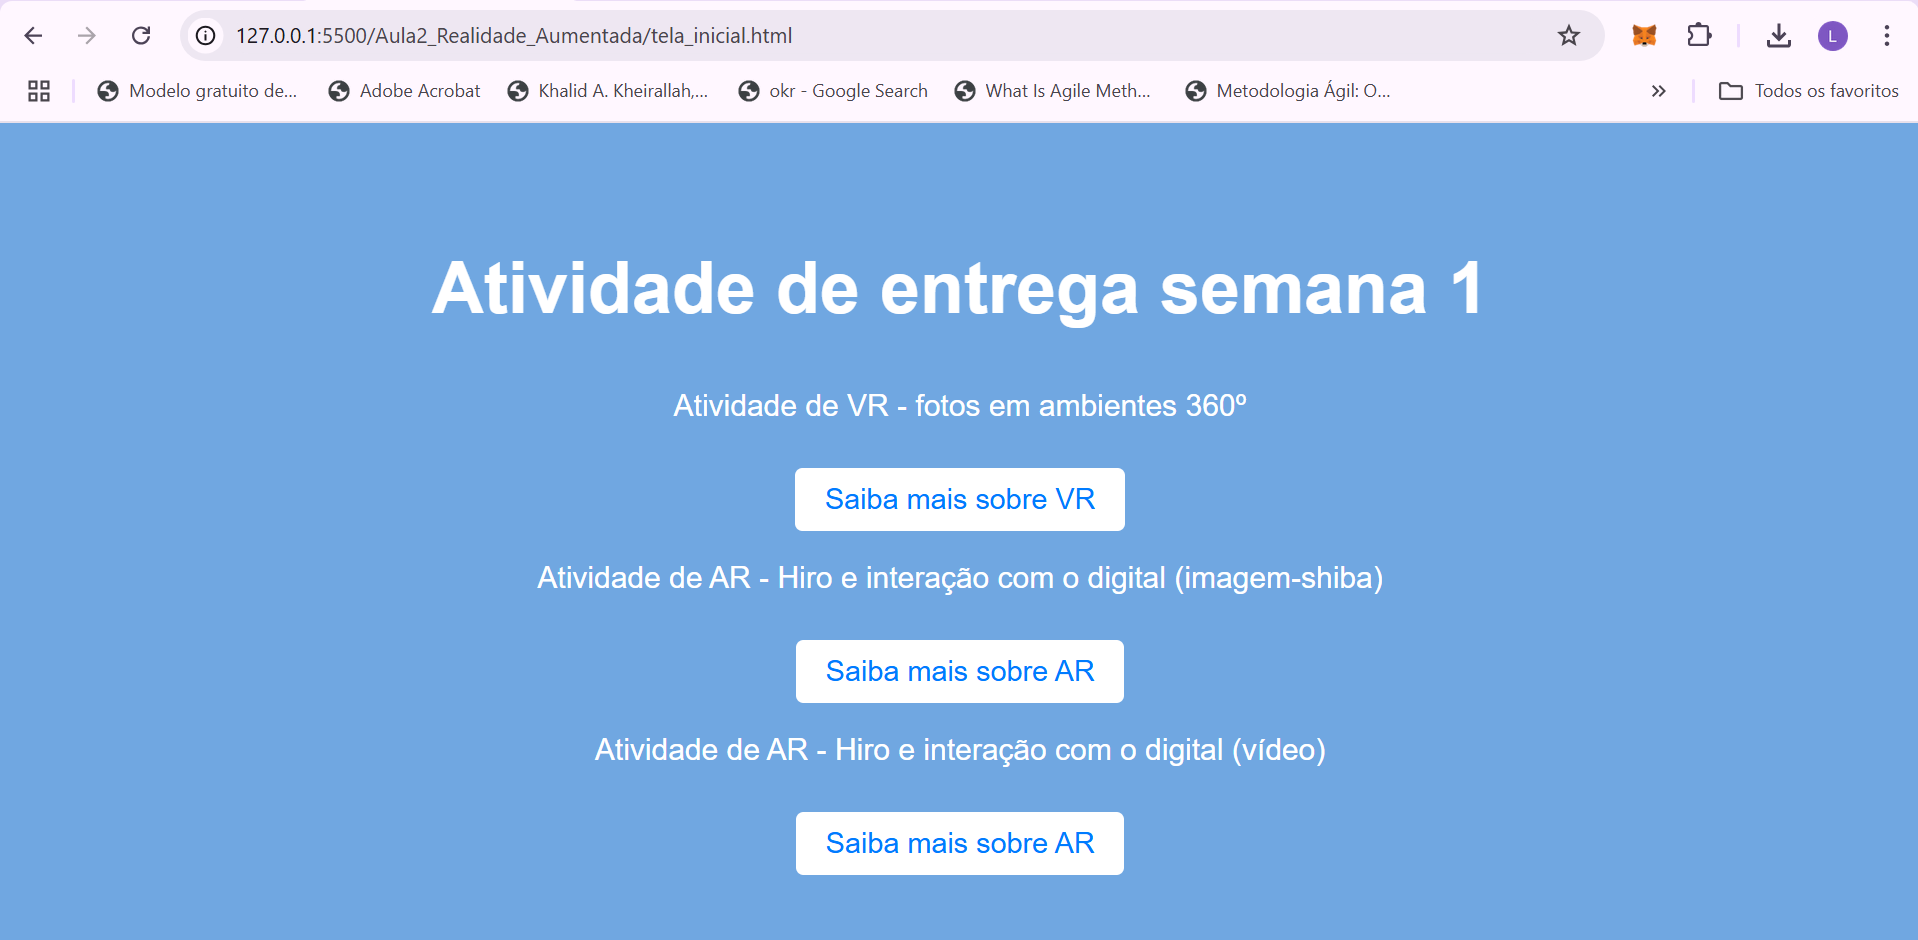 127.0.0.1:5500/Aula2_Realidade_Aumentada/tela_inicial.html
L
Modelo gratuito de...
Adobe Acrobat
Khalid A. Kheirallah,...
okr - Google Search
What Is Agile Meth...
Metodologia Ágil: O...
Todos os favoritos
Atividade de entrega semana 1
Atividade de VR - fotos em ambientes 360º
Saiba mais sobre VR
Atividade de AR - Hiro e interação com o digital (imagem-shiba)
Saiba mais sobre AR
Atividade de AR - Hiro e interação com o digital (vídeo)
Saiba mais sobre AR